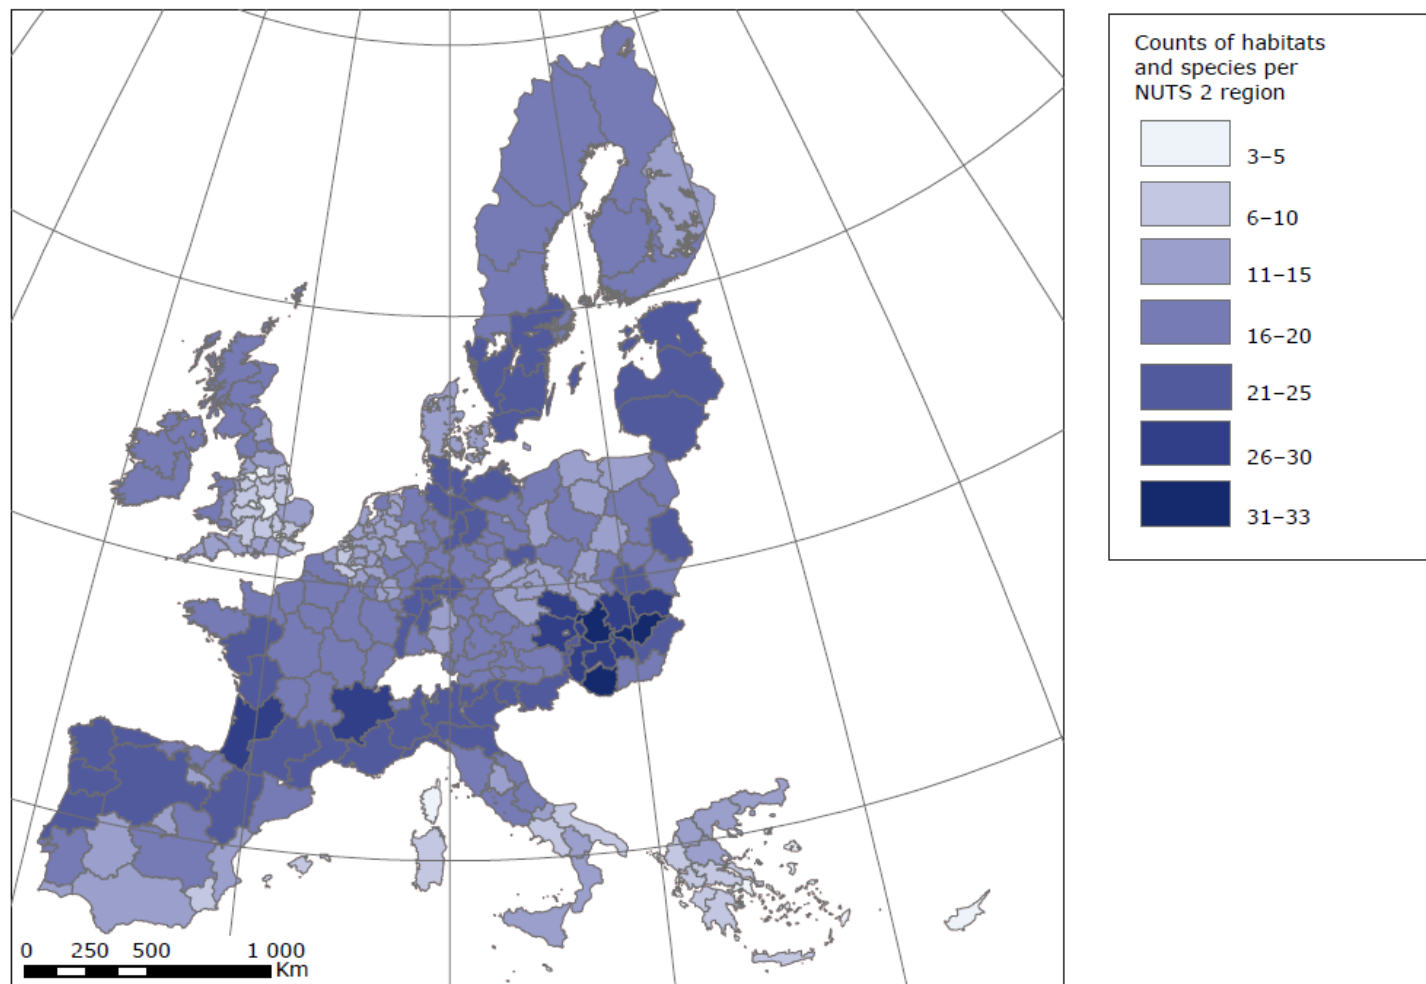 Counts of habitats
and species per
NUTS 2 region
3–5
6–10
11–15
16–20
21–25
26–30
31–33
0 250 500 1 000
Km